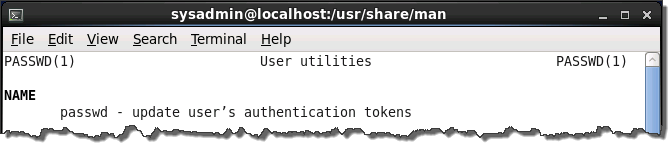 sysadmin@localhost:/usr/share/man
File Edit View Search Terminal Help
PASSWD(1) User utilities PASSWD(1)
NAME
passwd - update user’s authentication tokens